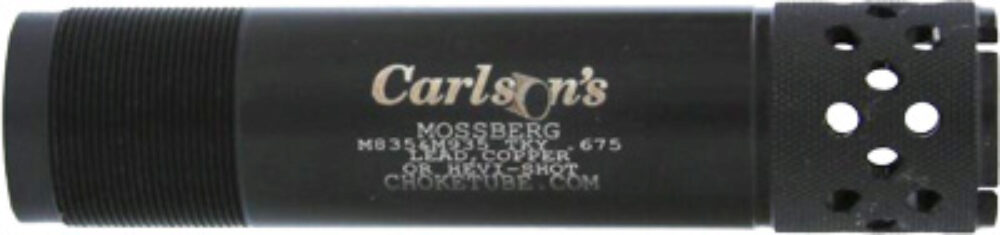 Carlson's
MOSSBERG
M835&M935 TKY .675
LEAD,COPPER
OR HEVI-SHOT
CHOKETUBE.COM